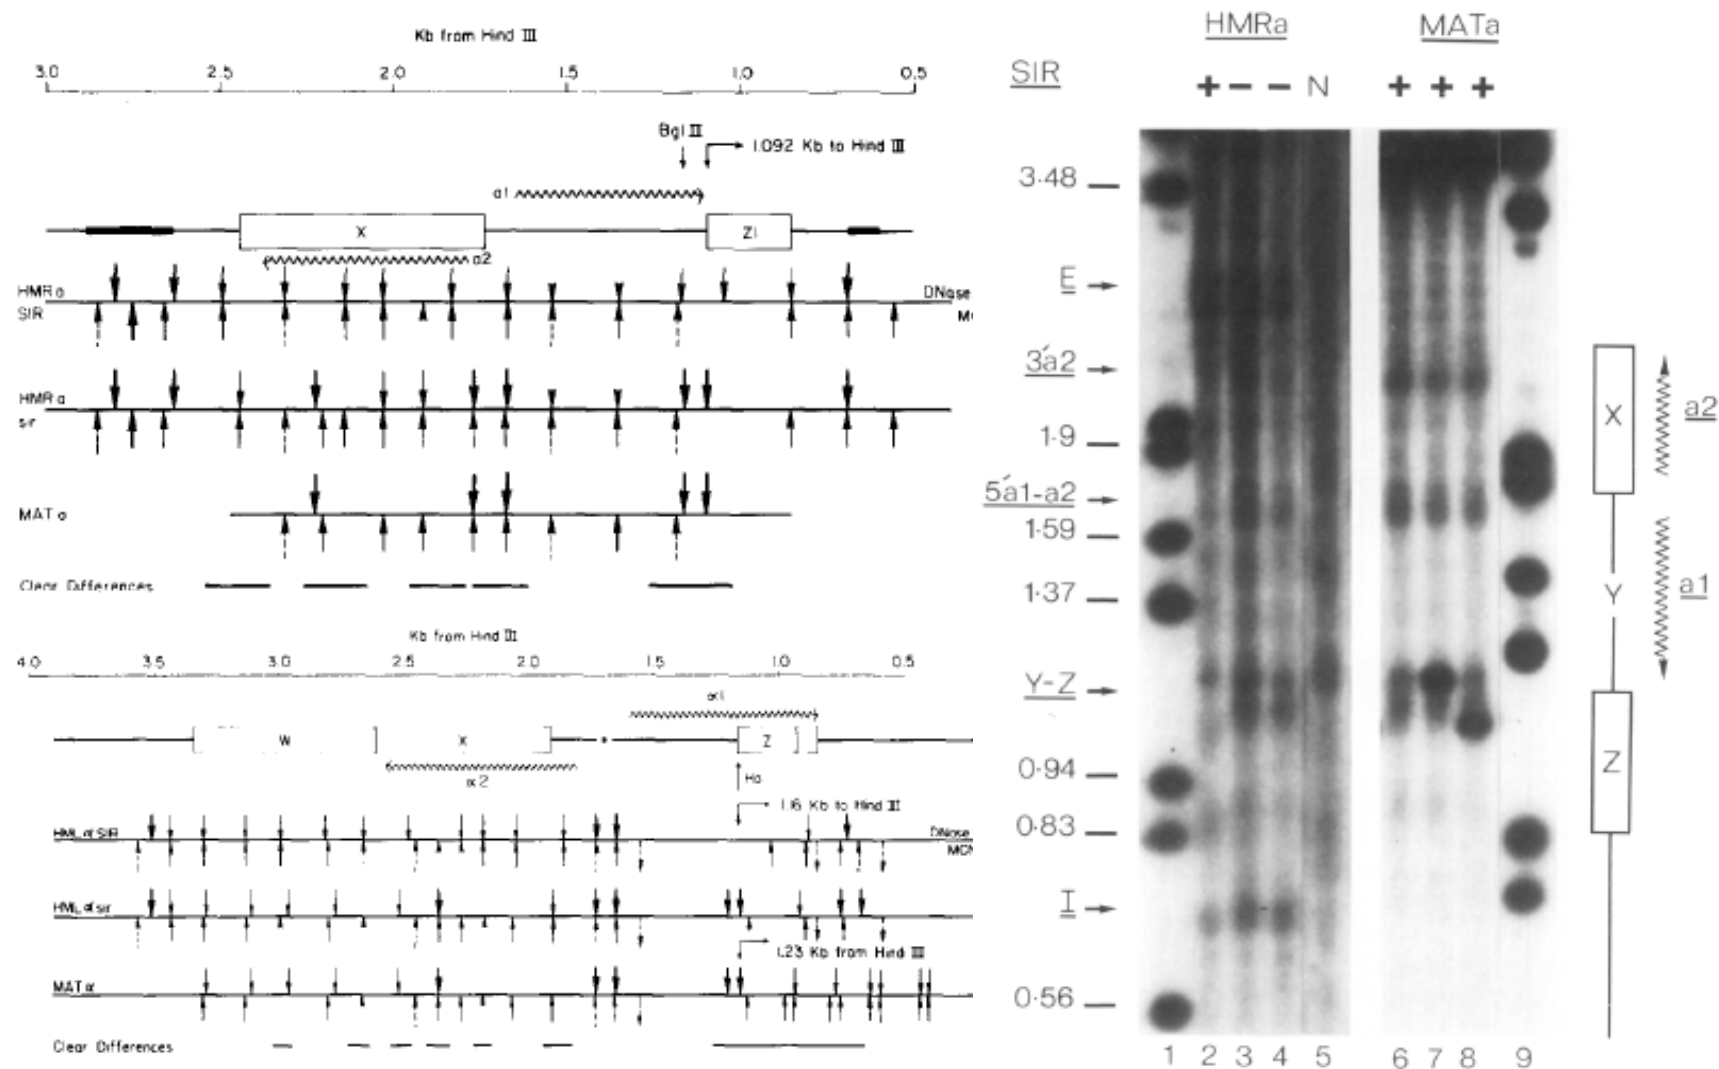 Kb from Hind III
3.0 2.5 2.0 1.5 1.0 0.5
Bgl II
1.092 Kb to Hind III
a1
X
Z1
a2
HMR a
SIR
DNase
HMR a
sir
MAT a
Clear Differences
Kb from Hind III
4.0 3.5 3.0 2.5 2.0 1.5 1.0 0.5
α1
W
X
*
Z
α2
Ha
1.16 Kb to Hind III
HML α SIR
DNase
HML α sir
1.23 Kb from Hind III
MAT α
Clear Differences
HMRa MATa
SIR + - - N + + +
3·48
E
3'a2
1·9
5'a1-a2
1·59
1·37
Y-Z
0·94
0·83
I
0·56
1 2 3 4 5 6 7 8 9
X
a2
Y
a1
Z